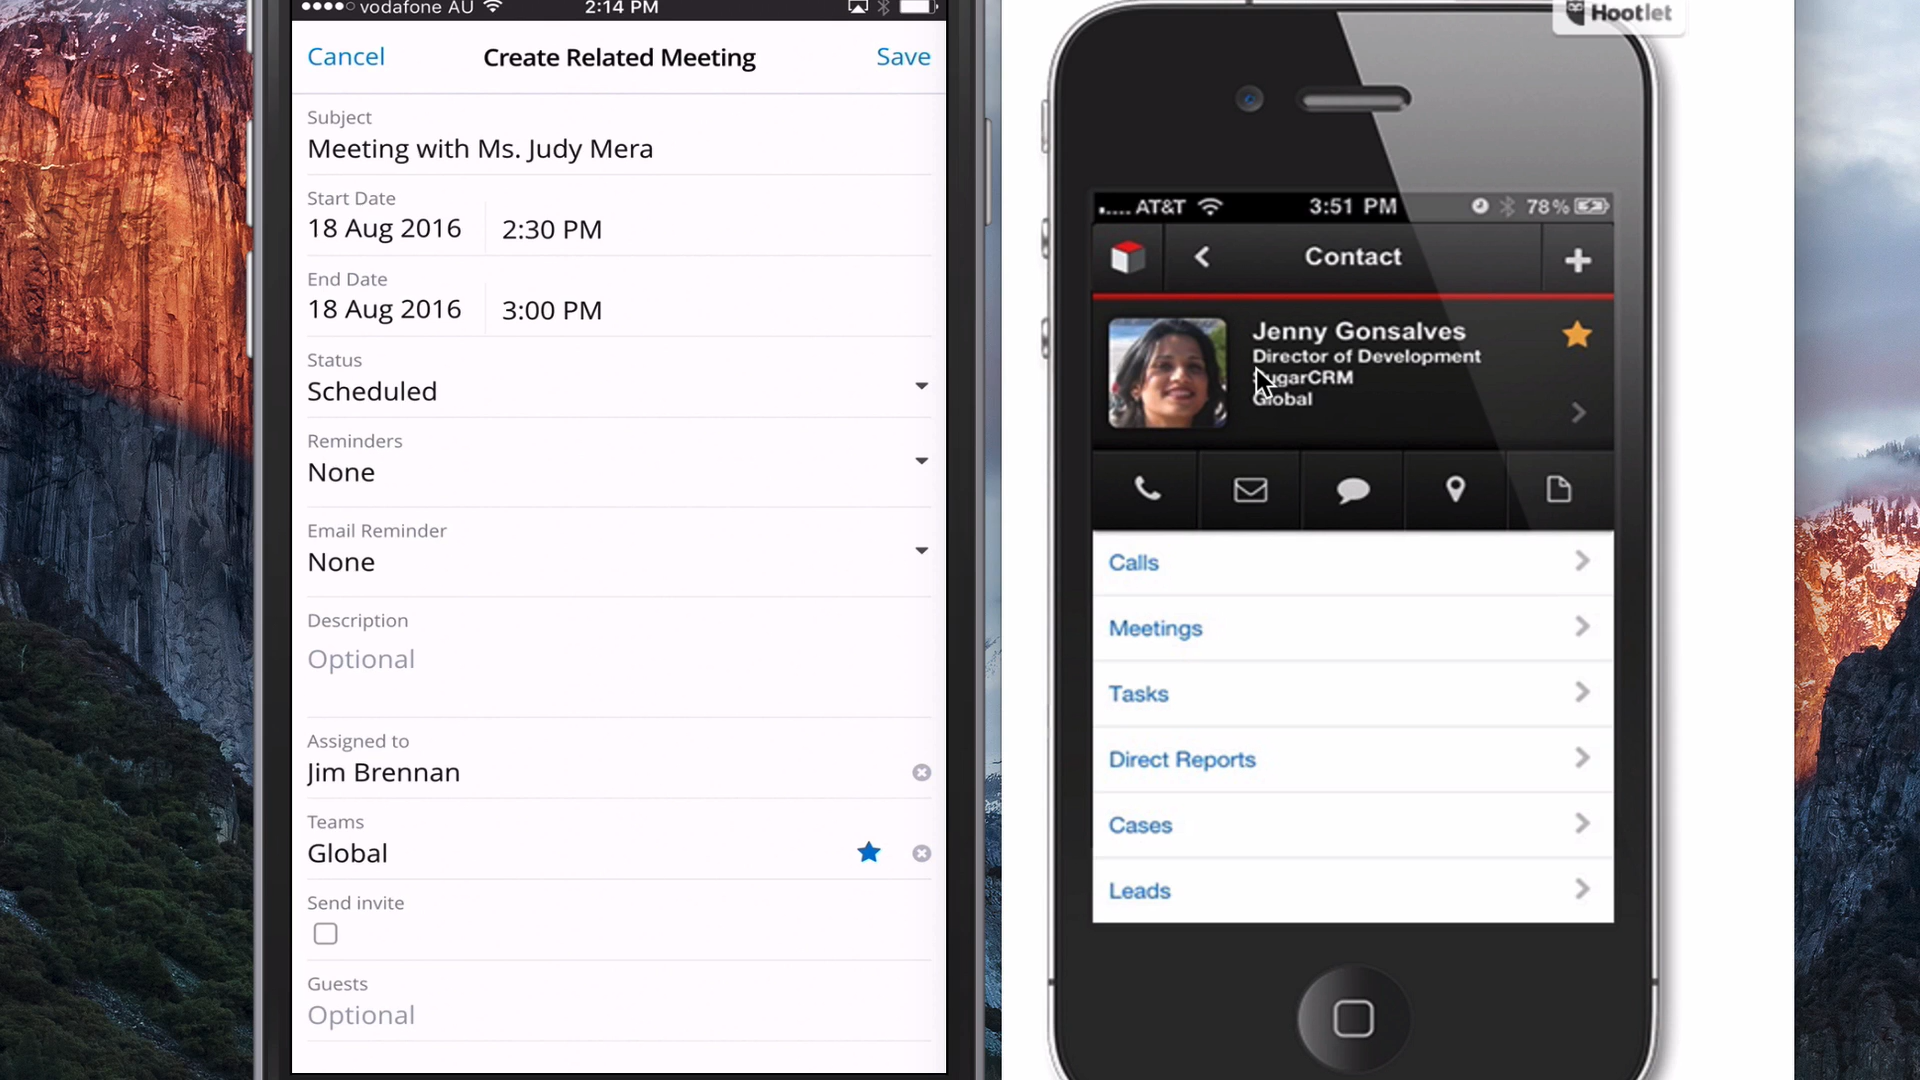 vodafone AU
2:14 PM
Cancel
Create Related Meeting
Save
Subject
Meeting with Ms. Judy Mera
Start Date
18 Aug 2016
2:30 PM
End Date
18 Aug 2016
3:00 PM
Status
Scheduled
Reminders
None
Email Reminder
None
Description
Optional
Assigned to
Jim Brennan
Teams
Global
Send invite
Guests
Optional
Hootlet
AT&T
3:51 PM
78%
Contact
Jenny Gonsalves
Director of Development
SugarCRM
Global
Calls
Meetings
Tasks
Direct Reports
Cases
Leads